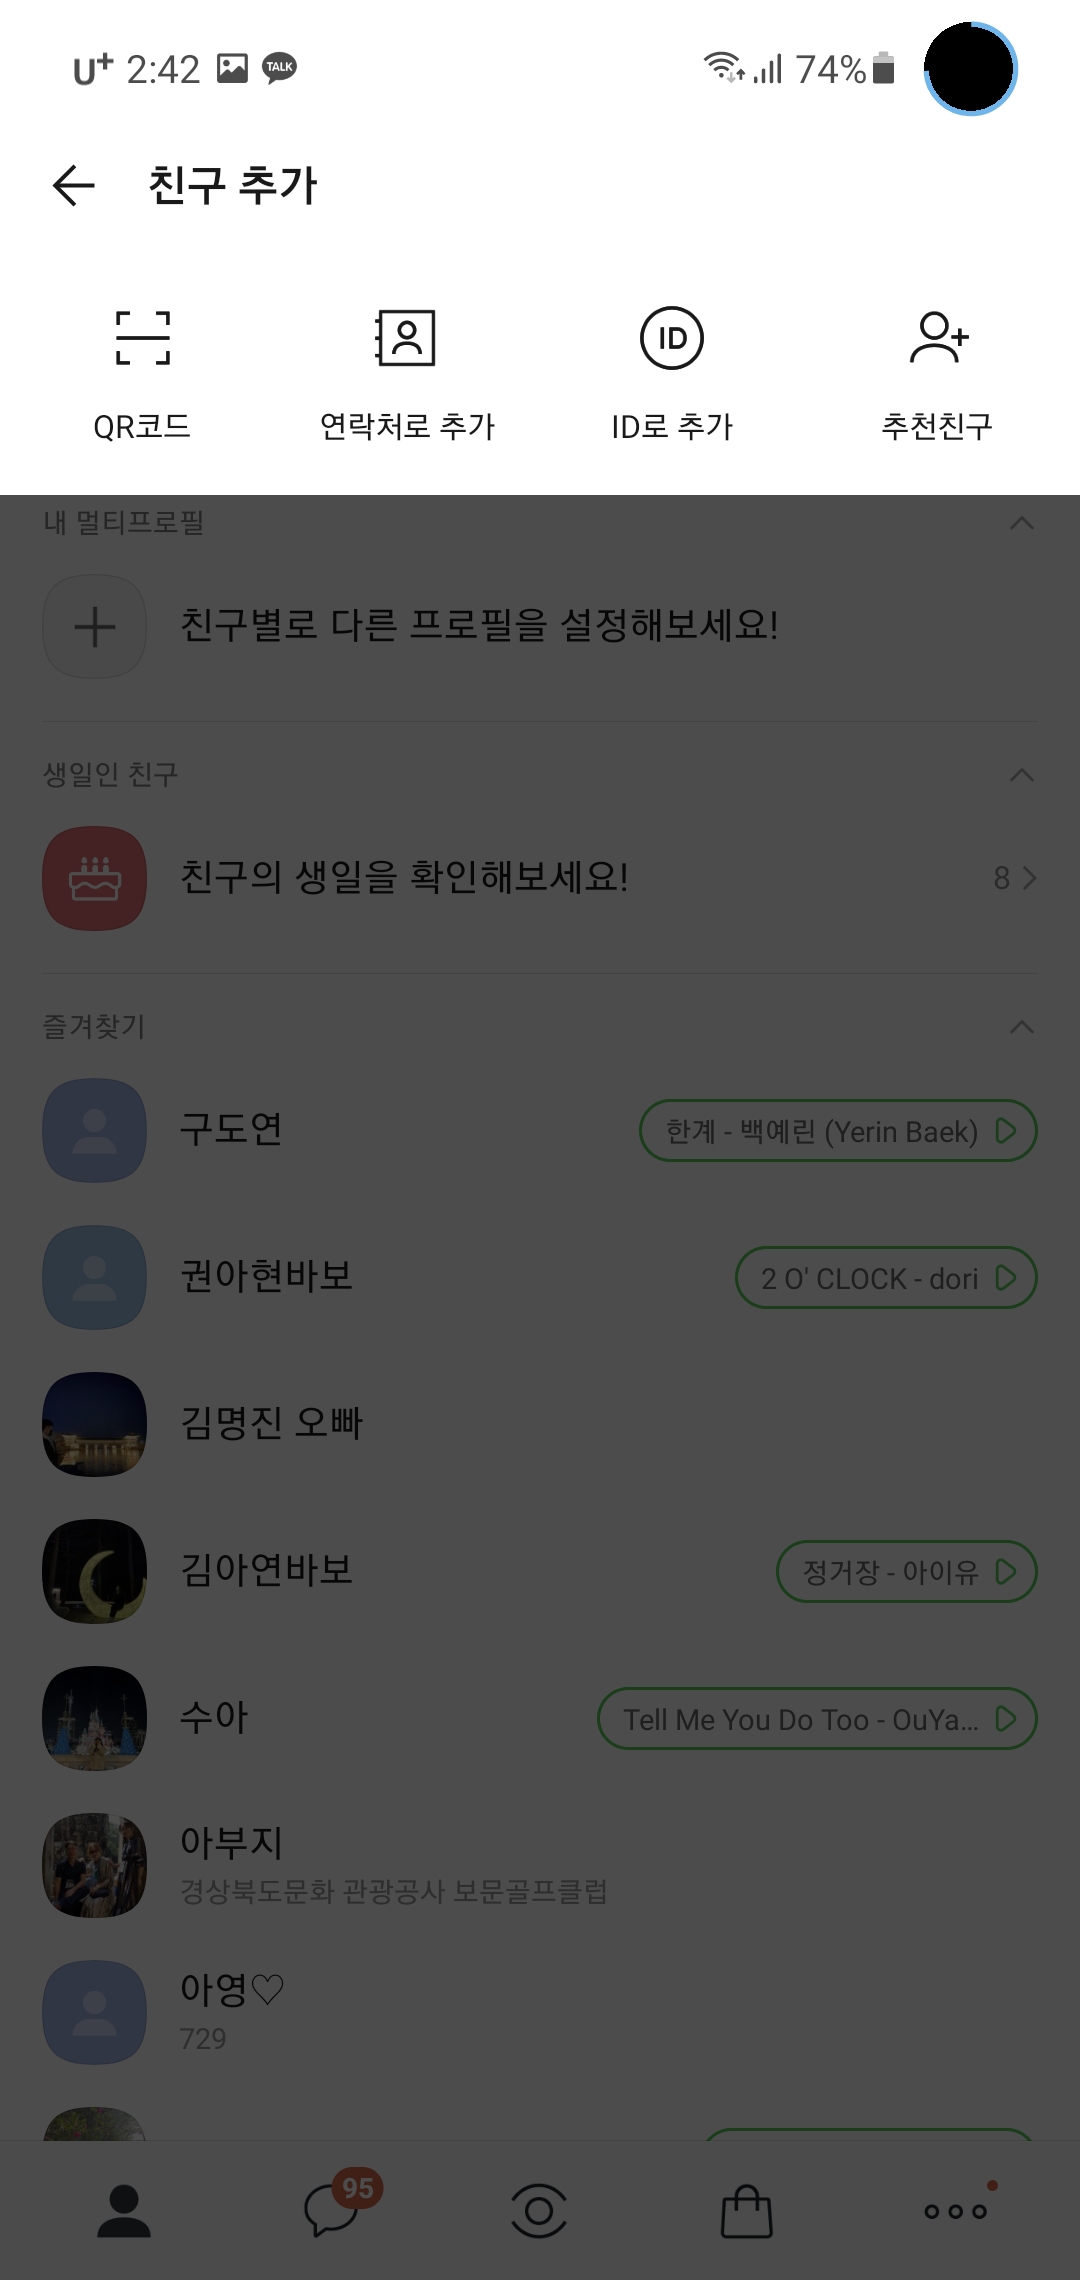 U+ 2:42 TALK 74%
친구 추가
QR코드 연락처로 추가 ID로 추가 추천친구
내 멀티프로필
친구별로 다른 프로필을 설정해보세요!
생일인 친구
친구의 생일을 확인해보세요! 8
즐겨찾기
구도연 한계 - 백예린 (Yerin Baek)
권아현바보 2 O' CLOCK - dori
김명진 오빠
김아연바보 정거장 - 아이유
수아 Tell Me You Do Too - OuYa...
아부지
경상북도문화 관광공사 보문골프클럽
아영♡
729
95